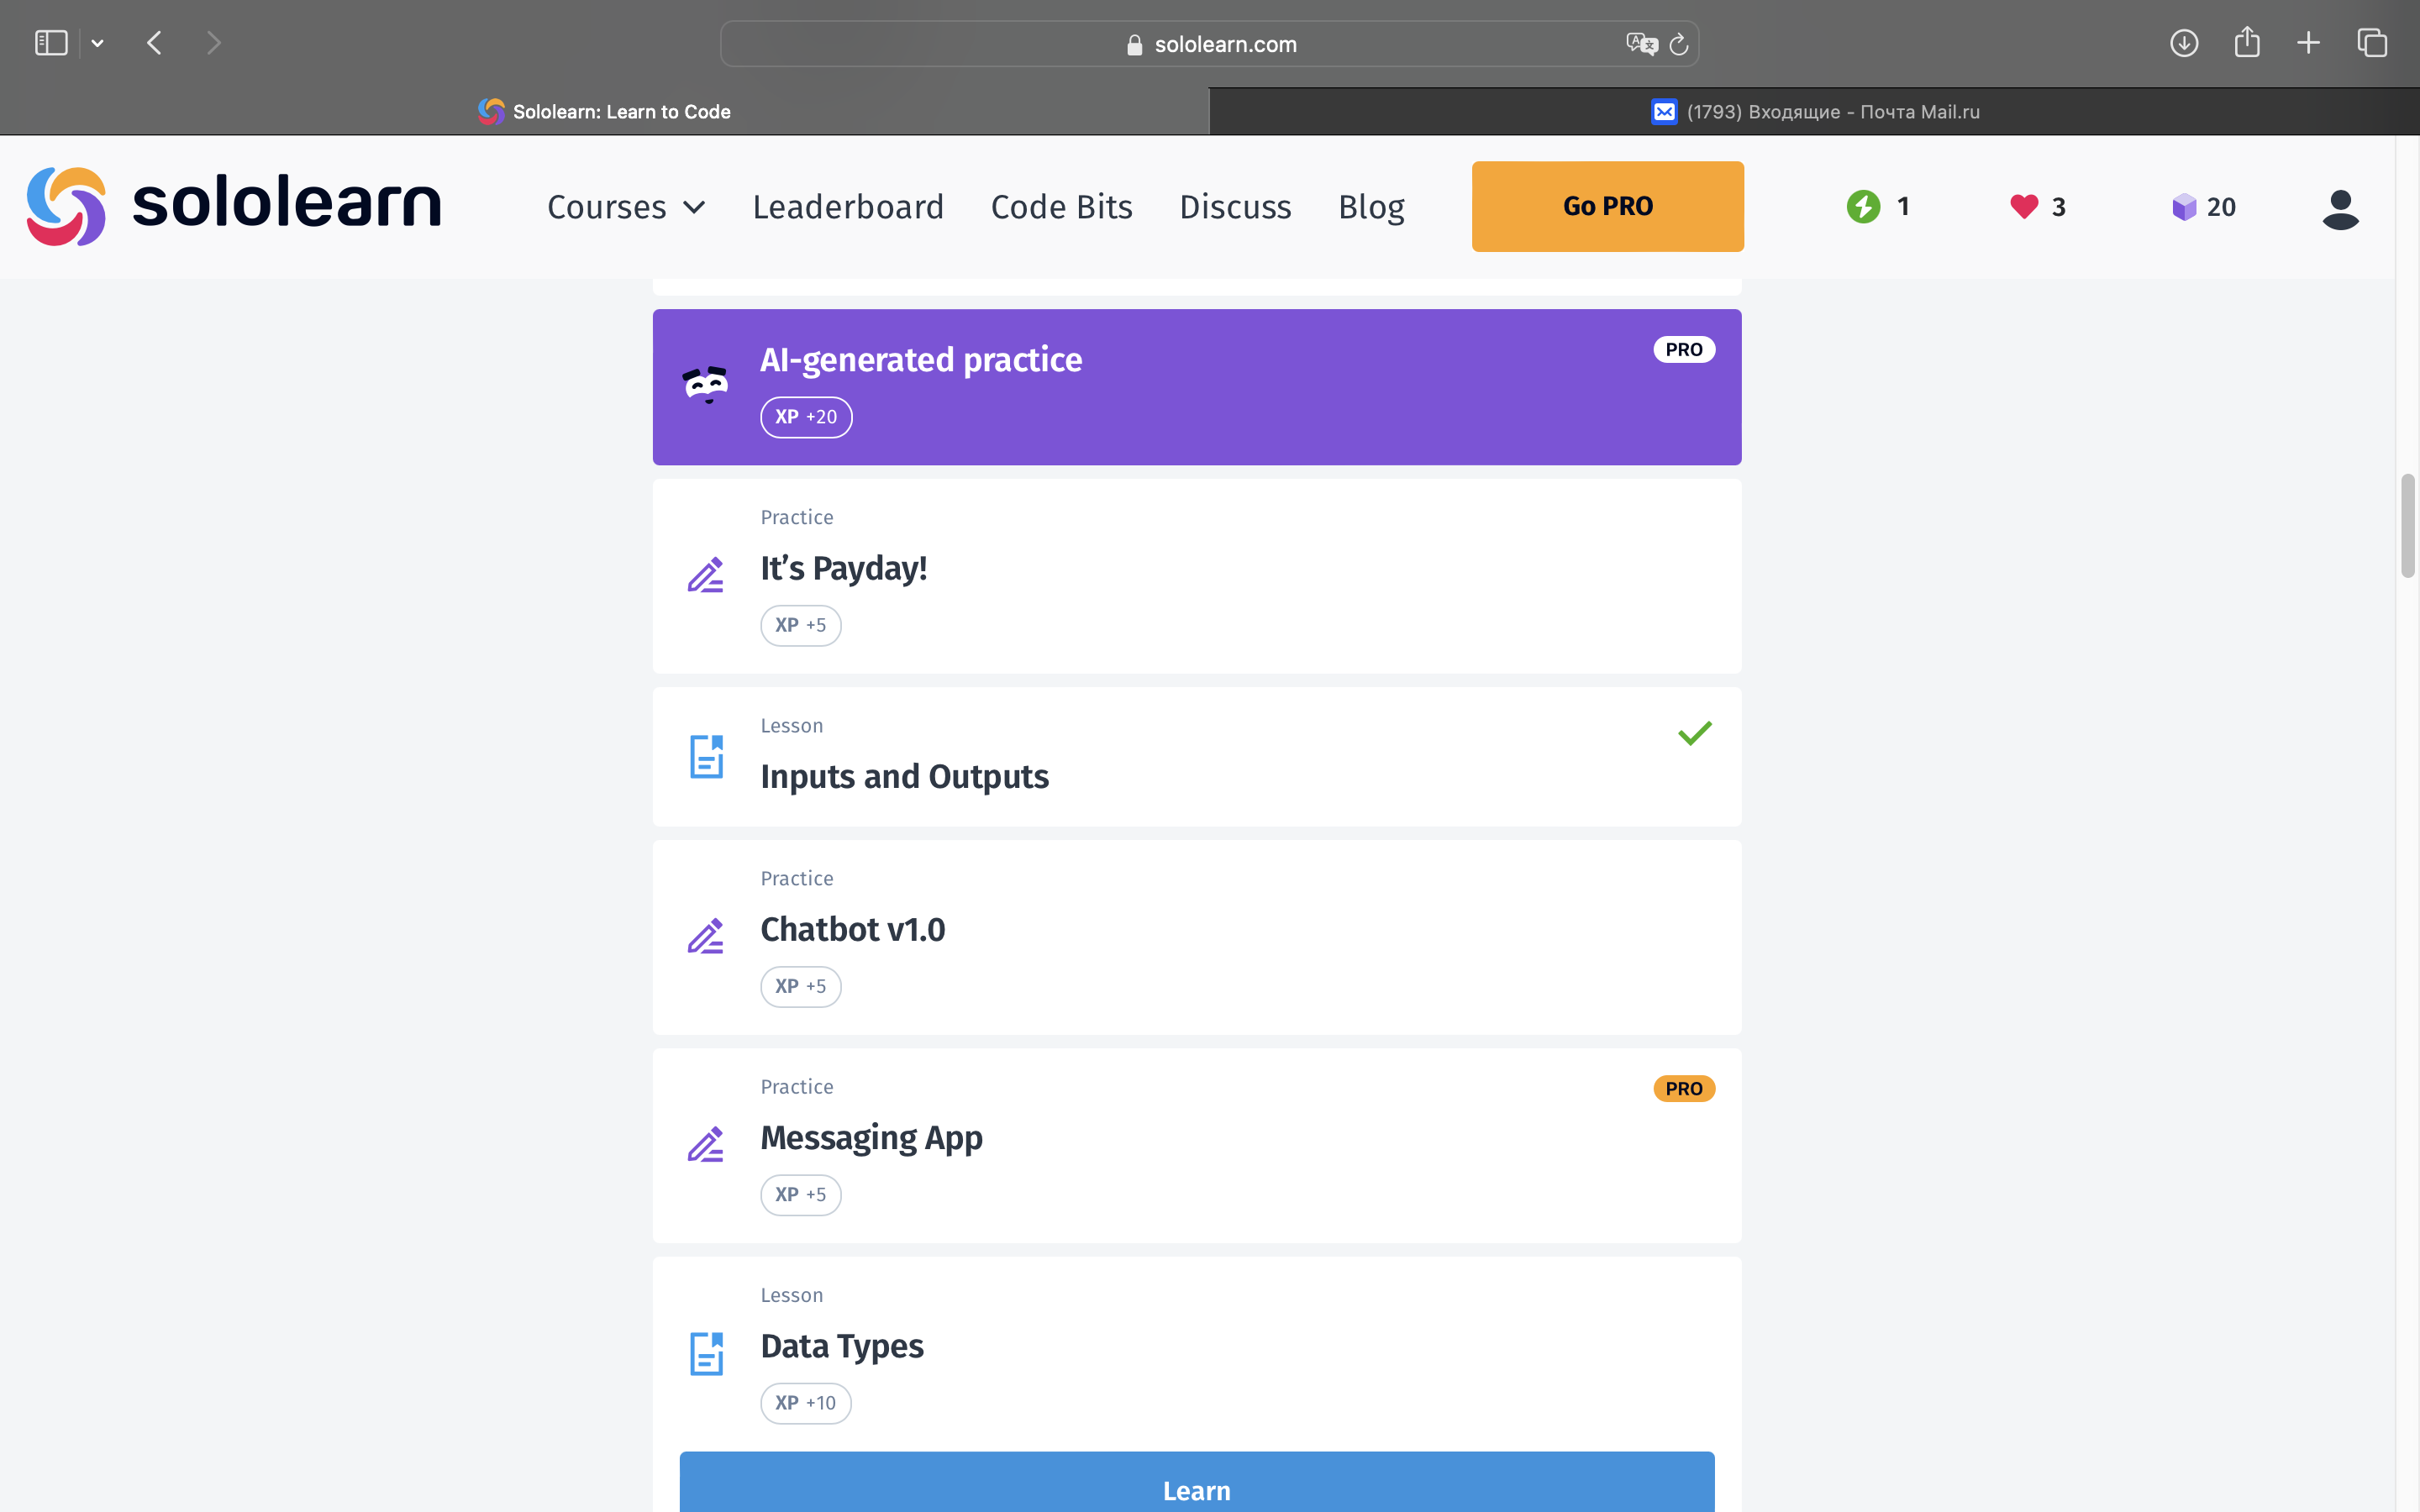 sololearn.com
Sololearn: Learn to Code
(1793) Входящие - Почта Mail.ru
sololearn
Courses
Leaderboard
Code Bits
Discuss
Blog
Go PRO
1
3
20
AI-generated practice
PRO
XP +20
Practice
It’s Payday!
XP +5
Lesson
Inputs and Outputs
Practice
Chatbot v1.0
XP +5
Practice
PRO
Messaging App
XP +5
Lesson
Data Types
XP +10
Learn